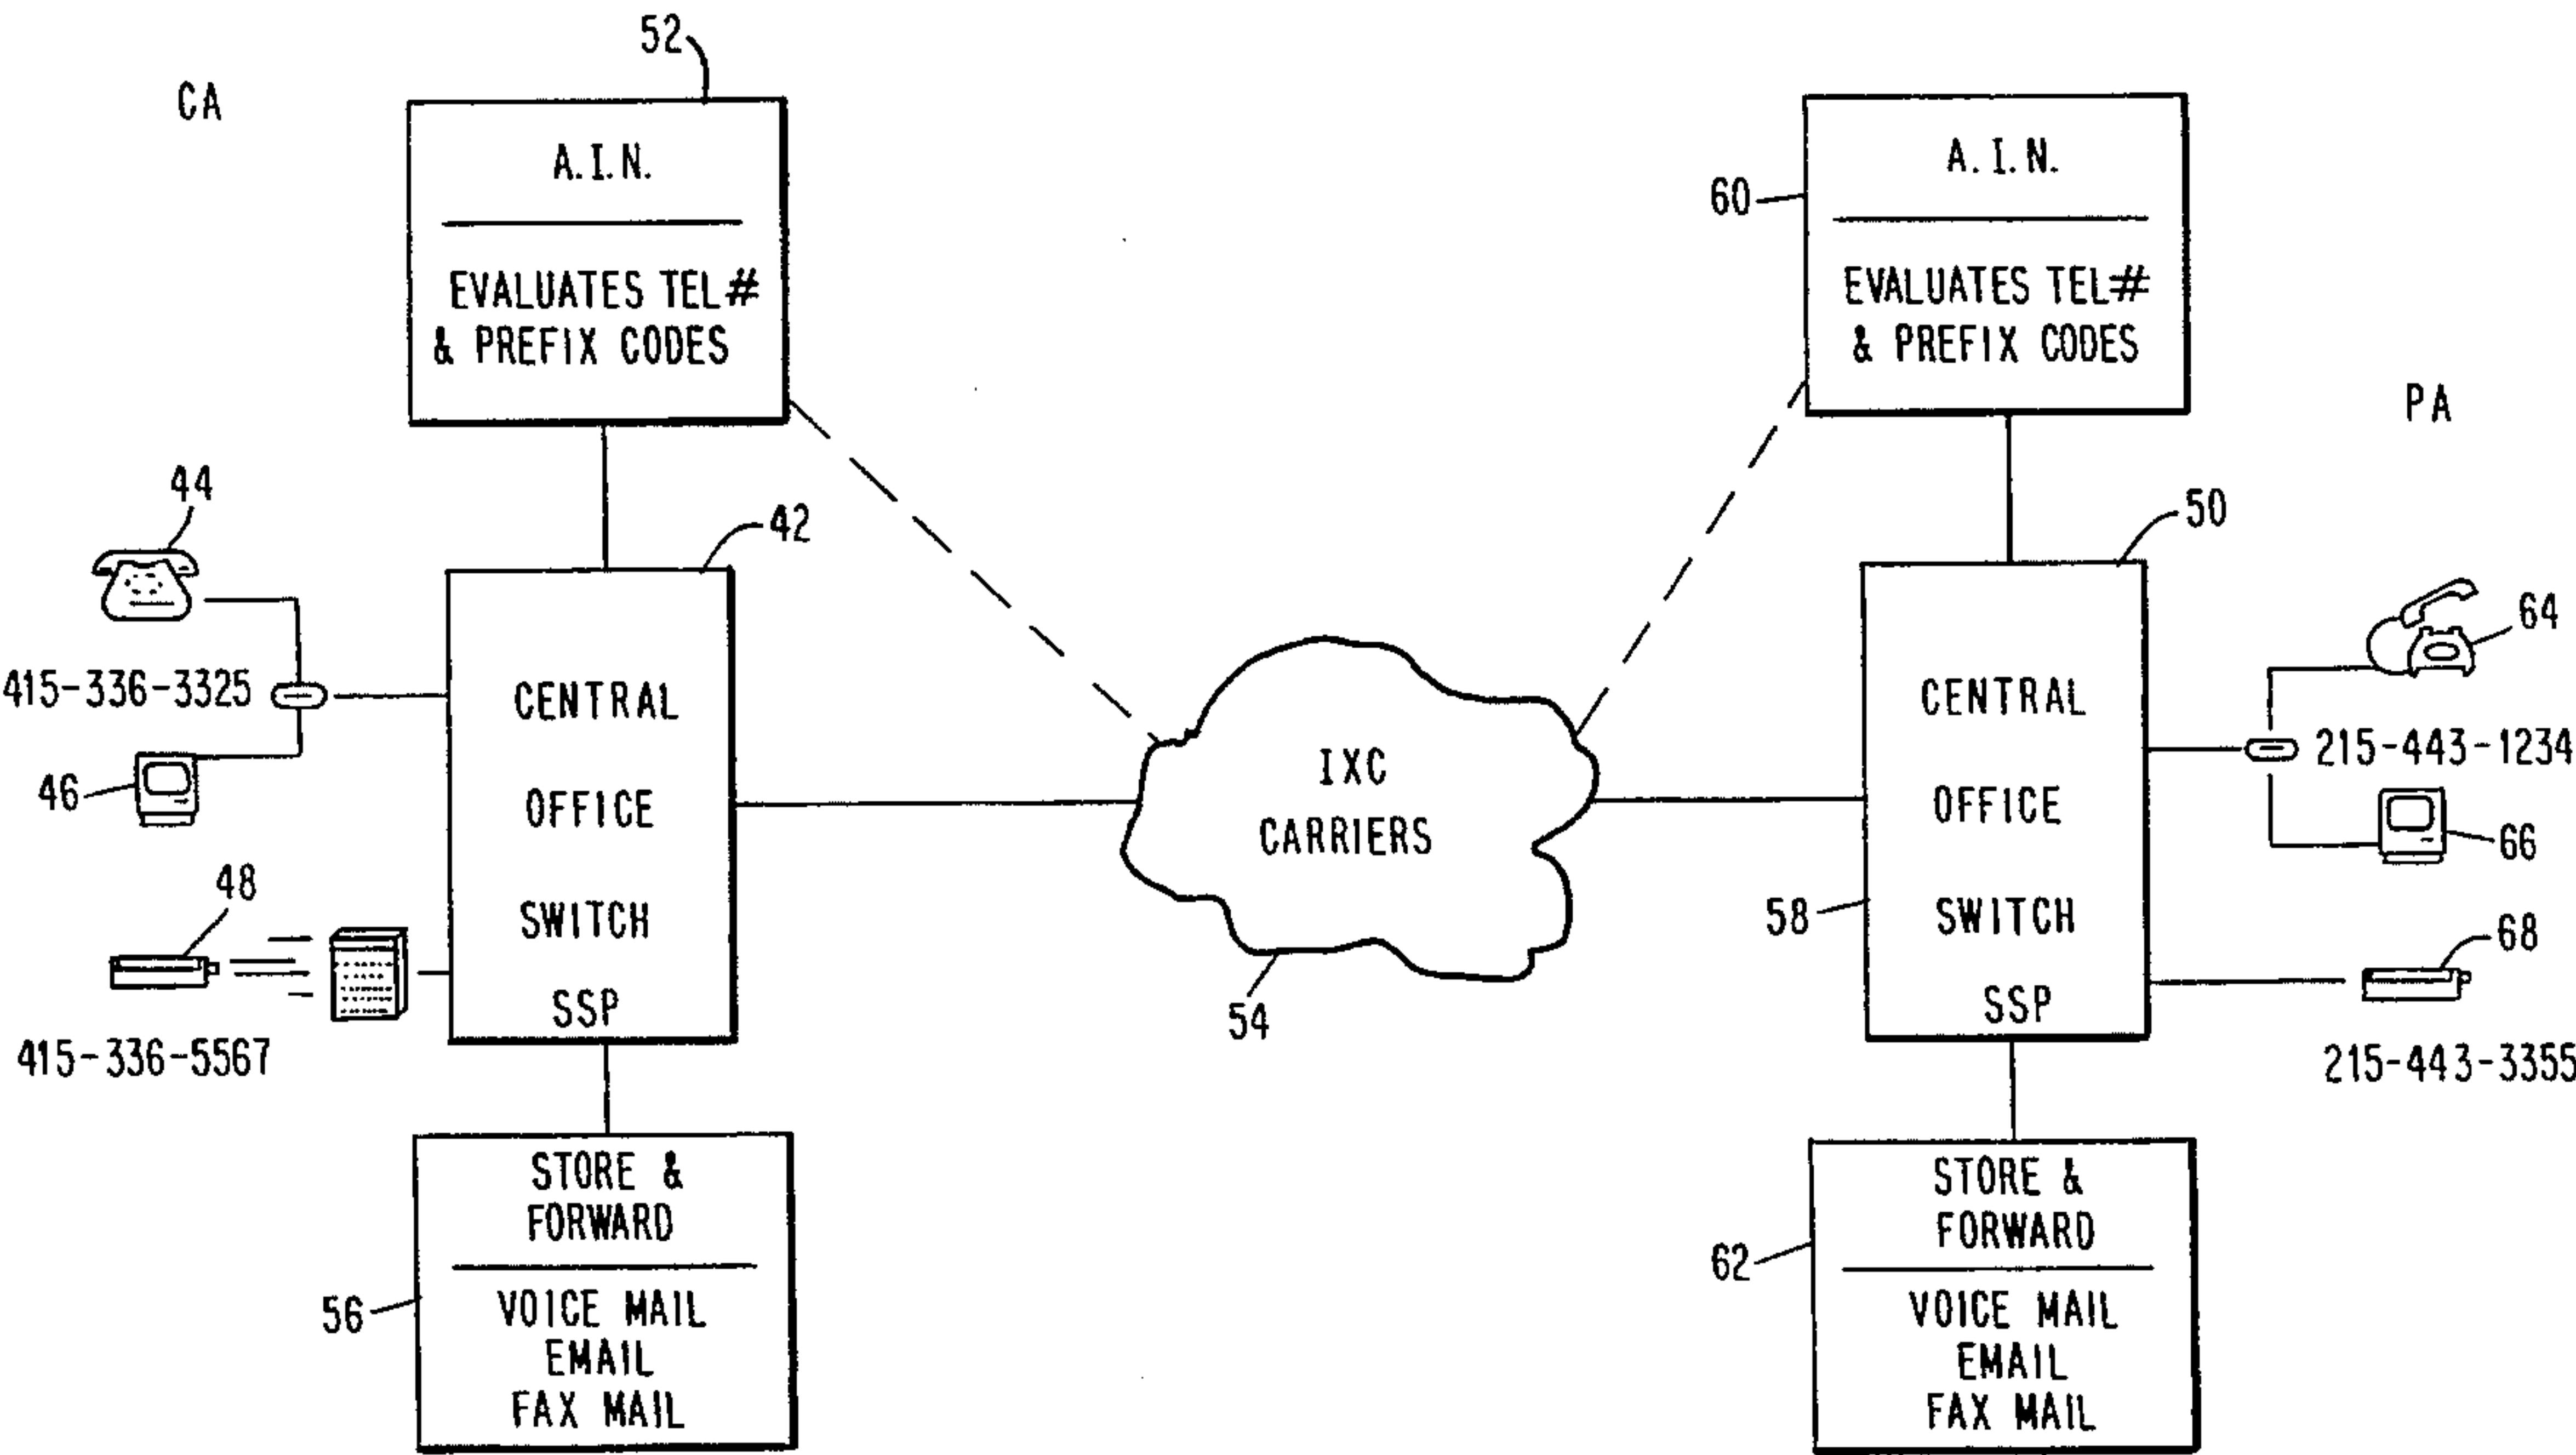 CA
52
A.I.N.
EVALUATES TEL#
& PREFIX CODES
44
42
415-336-3325
46
48
415-336-5567
CENTRAL
OFFICE
SWITCH
SSP
STORE &
FORWARD
56
VOICE MAIL
EMAIL
FAX MAIL
IXC
CARRIERS
54
60
A.I.N.
EVALUATES TEL#
& PREFIX CODES
PA
50
CENTRAL
OFFICE
SWITCH
SSP
58
64
215-443-1234
66
68
215-443-3355
STORE &
FORWARD
62
VOICE MAIL
EMAIL
FAX MAIL